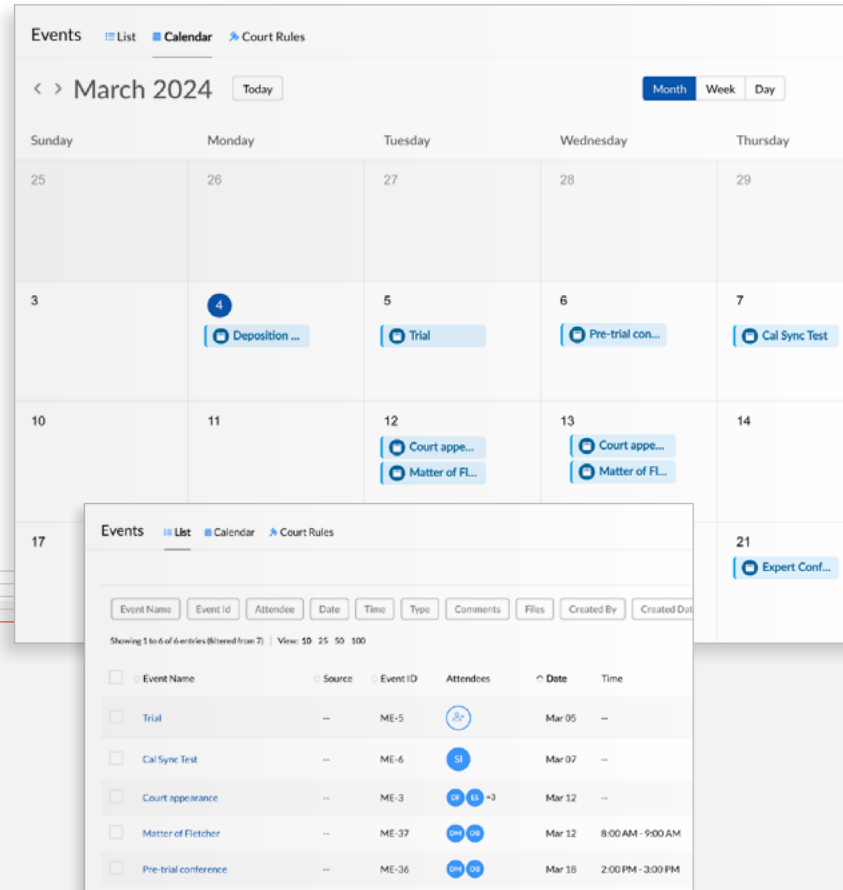 Events List Calendar Court Rules
< > March 2024 Today Month Week Day
Sunday Monday Tuesday Wednesday Thursday
25 26 27 28 29
3 4 5 6 7
Deposition ... Trial Pre-trial con... Cal Sync Test
10 11 12 13 14
Court appe... Court appe...
Matter of Fl... Matter of Fl...
17 21
Expert Conf...
Events List Calendar Court Rules
Event Name Event Id Attendee Date Time Type Comments Files Created By Created Dat
Showing 1 to 6 of 6 entries (filtered from 7) | View: 10 25 50 100
Event Name Source Event ID Attendees Date Time
Trial -- ME-5 Mar 05 --
Cal Sync Test -- ME-6 SI Mar 07 --
Court appearance -- ME-3 DF ES +3 Mar 12 --
Matter of Fletcher -- ME-37 DM OB Mar 12 8:00 AM - 9:00 AM
Pre-trial conference -- ME-36 DM OB Mar 18 2:00 PM - 3:00 PM